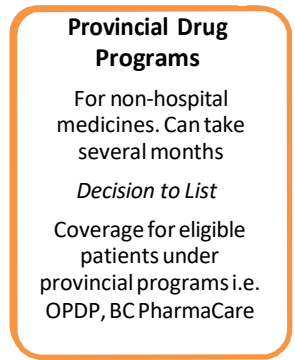 Provincial Drug
Programs
For non-hospital
medicines. Can take
several months
Decision to List
Coverage for eligible
patients under
provincial programs i.e.
OPDP, BC PharmaCare